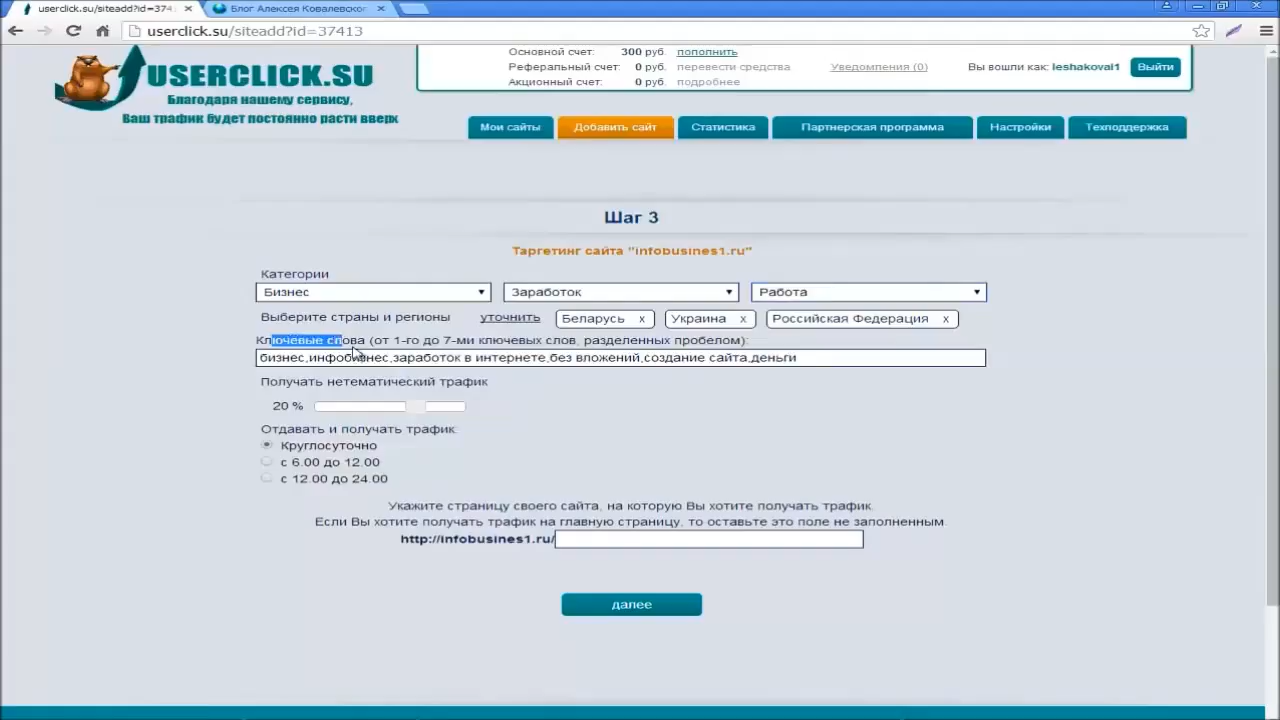 userclick.su/siteadd?id=3741
Блог Алексея Ковалевског
userclick.su/siteadd?id=37413
USERCLICK.SU
Благодаря нашему сервису,
Ваш трафик будет постоянно расти вверх
Основной счет: 300 руб. пополнить
Реферальный счет: 0 руб. перевести средства Уведомления (0) Вы вошли как: leshakoval1 Выйти
Акционный счет: 0 руб. подробнее
Мои сайты Добавить сайт Статистика Партнерская программа Настройки Техподдержка
Шаг 3
Таргетинг сайта "infobusines1.ru"
Категории
Бизнес Заработок Работа
Выберите страны и регионы уточнить Беларусь x Украина x Российская Федерация x
Ключевые слова (от 1-го до 7-ми ключевых слов, разделенных пробелом):
бизнес,инфобизнес,заработок в интернете,без вложений,создание сайта,деньги
Получать нетематический трафик
20 %
Отдавать и получать трафик:
Круглосуточно
с 6.00 до 12.00
с 12.00 до 24.00
Укажите страницу своего сайта, на которую Вы хотите получать трафик.
Если Вы хотите получать трафик на главную страницу, то оставьте это поле не заполненным.
http://infobusines1.ru/
далее